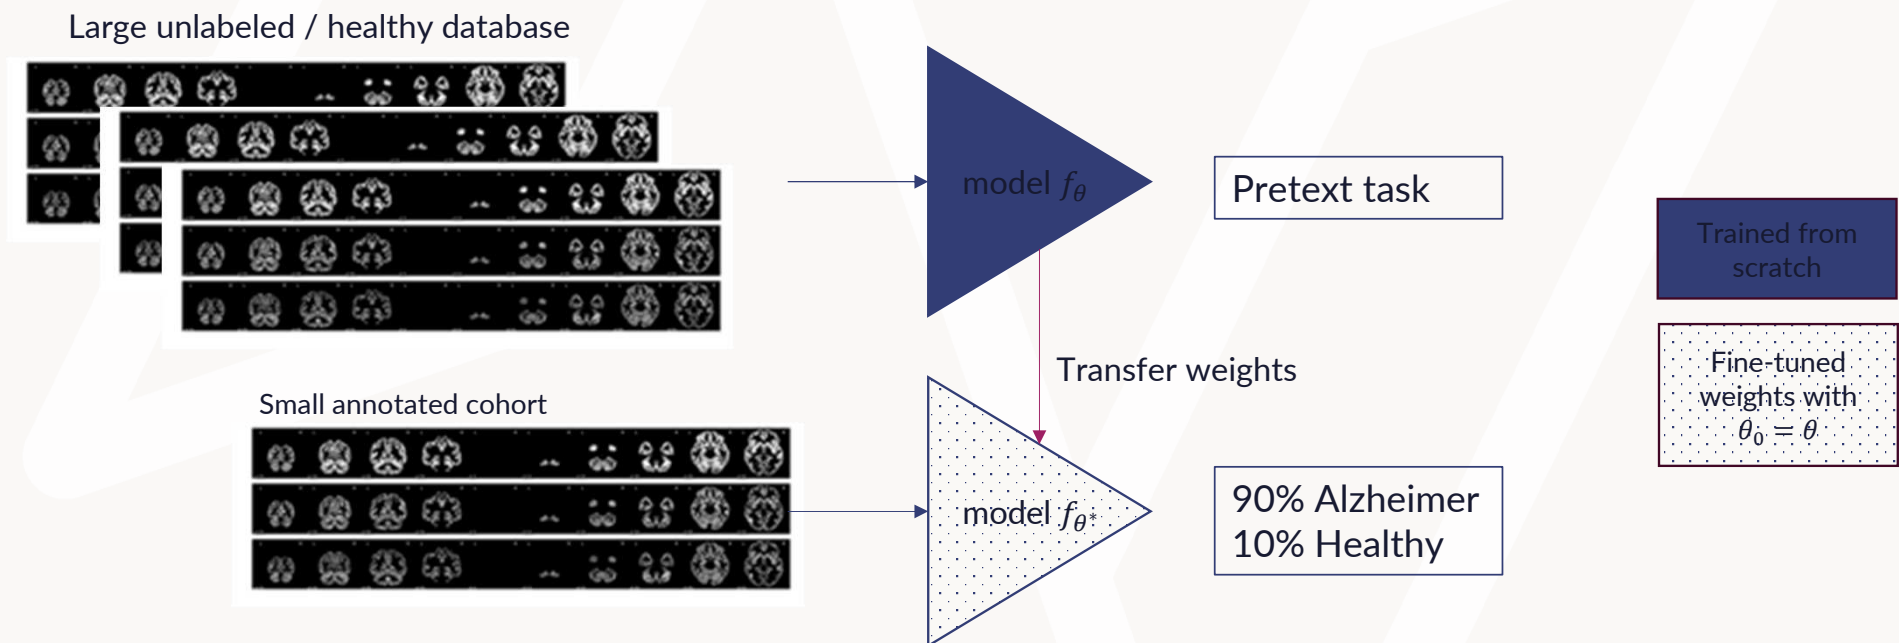 Large unlabeled / healthy database
model fθ
Pretext task
Trained from
scratch
Transfer weights
Fine-tuned
weights with
θ₀ = θ
Small annotated cohort
model fθ*
90% Alzheimer
10% Healthy